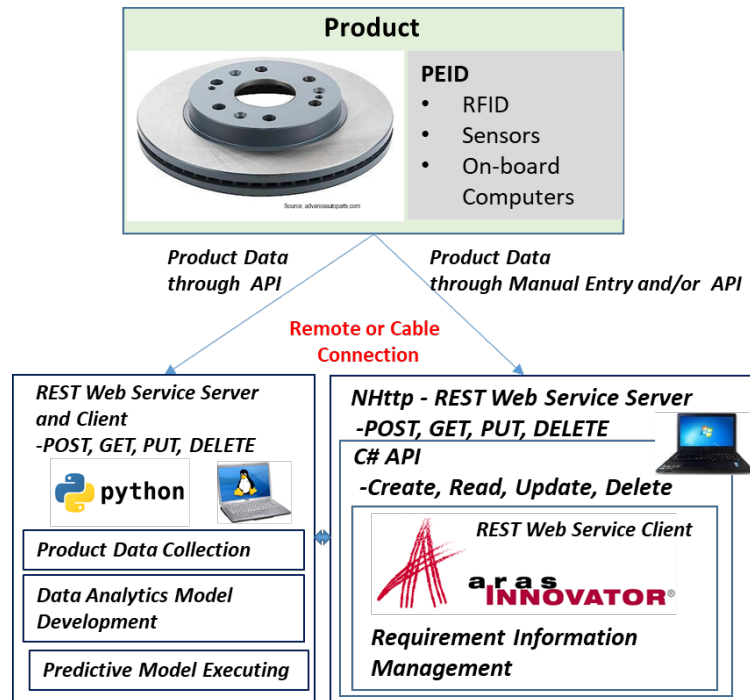 Product
PEID
• RFID
• Sensors
• On-board
Computers
Source: advanceautoparts.com
Product Data
through API
Product Data
through Manual Entry and/or API
Remote or Cable
Connection
REST Web Service Server
and Client
-POST, GET, PUT, DELETE
python
Product Data Collection
Data Analytics Model
Development
Predictive Model Executing
NHttp - REST Web Service Server
-POST, GET, PUT, DELETE
C# API
-Create, Read, Update, Delete
REST Web Service Client
aras
INNOVATOR®
Requirement Information
Management